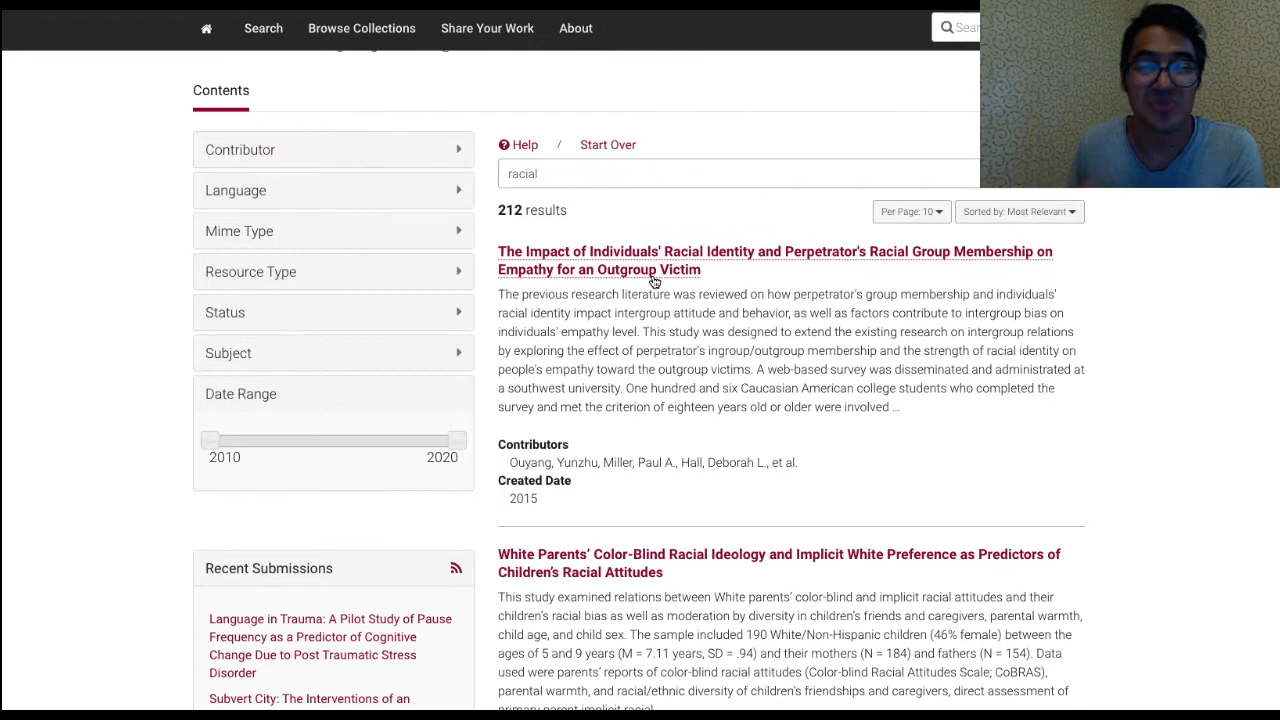 Search Browse Collections Share Your Work About
Sear
Contents
Contributor
Language
Mime Type
Resource Type
Status
Subject
Date Range
2010 2020
Recent Submissions
Language in Trauma: A Pilot Study of Pause
Frequency as a Predictor of Cognitive
Change Due to Post Traumatic Stress
Disorder
Subvert City: The Interventions of an
Help / Start Over
racial
212 results
Per Page: 10 Sorted by: Most Relevant
The Impact of Individuals' Racial Identity and Perpetrator's Racial Group Membership on
Empathy for an Outgroup Victim
The previous research literature was reviewed on how perpetrator's group membership and individuals'
racial identity impact intergroup attitude and behavior, as well as factors contribute to intergroup bias on
individuals' empathy level. This study was designed to extend the existing research on intergroup relations
by exploring the effect of perpetrator's ingroup/outgroup membership and the strength of racial identity on
people's empathy toward the outgroup victims. A web-based survey was disseminated and administrated at
a southwest university. One hundred and six Caucasian American college students who completed the
survey and met the criterion of eighteen years old or older were involved …
Contributors
Ouyang, Yunzhu, Miller, Paul A., Hall, Deborah L., et al.
Created Date
2015
White Parents' Color-Blind Racial Ideology and Implicit White Preference as Predictors of
Children's Racial Attitudes
This study examined relations between White parents' color-blind and implicit racial attitudes and their
children's racial bias as well as moderation by diversity in children's friends and caregivers, parental warmth,
child age, and child sex. The sample included 190 White/Non-Hispanic children (46% female) between the
ages of 5 and 9 years (M = 7.11 years, SD = .94) and their mothers (N = 184) and fathers (N = 154). Data
used were parents' reports of color-blind racial attitudes (Color-blind Racial Attitudes Scale; CoBRAS),
parental warmth, and racial/ethnic diversity of children's friendships and caregivers, direct assessment of
primary parent implicit racial